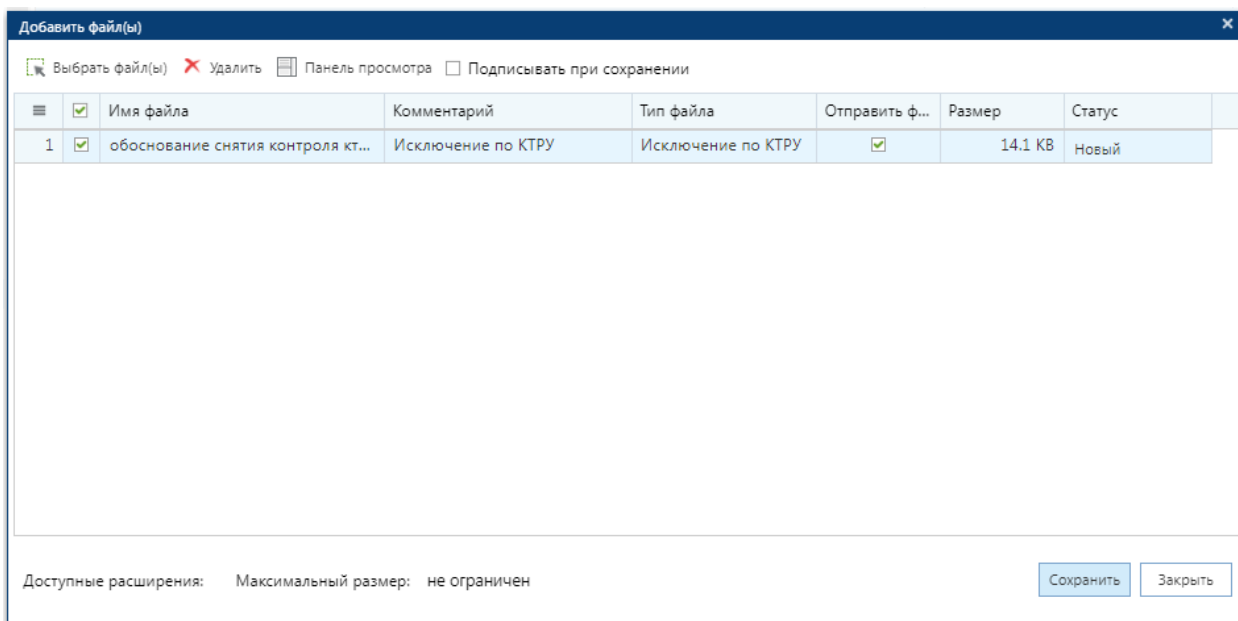 Добавить файл(ы)
Выбрать файл(ы) Удалить Панель просмотра Подписывать при сохранении
Имя файла Комментарий Тип файла Отправить ф... Размер Статус
1 обоснование снятия контроля кт... Исключение по КТРУ Исключение по КТРУ 14.1 KB Новый
Доступные расширения: Максимальный размер: не ограничен Сохранить Закрыть